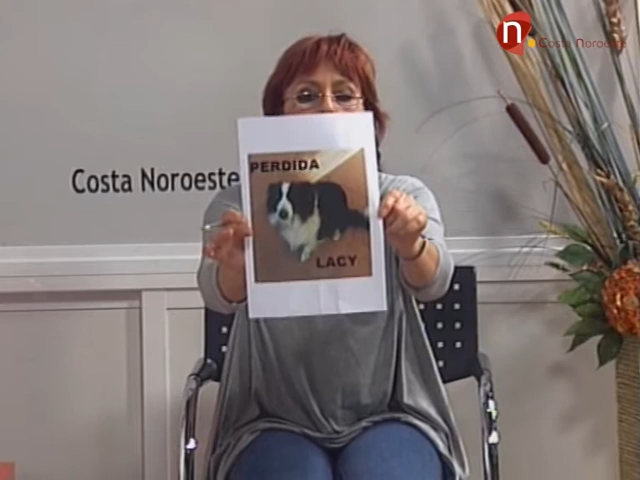 n
Costa Noroeste
Costa Noroeste
PERDIDA
LACY